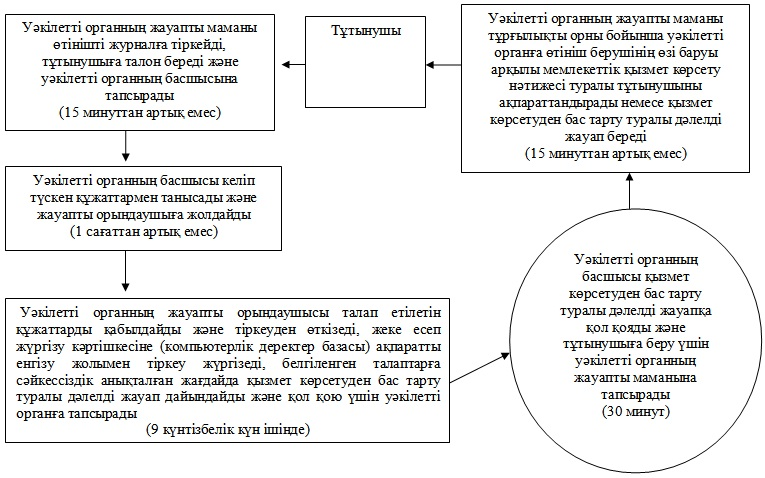 Уәкілетті органның жауапты маманы
өтінішті журналға тіркейді,
тұтынушыға талон береді және
уәкілетті органның басшысына
тапсырады
(15 минуттан артық емес)
Тұтынушы
Уәкілетті органның жауапты маманы
тұрғылықты орны бойынша уәкілетті
органға өтініш берушінің өзі баруы
арқылы мемлекеттік қызмет көрсету
нәтижесі туралы тұтынушыны
ақпараттандырады немесе қызмет
көрсетуден бас тарту туралы дәлелді
жауап береді
(15 минуттан артық емес)
Уәкілетті органның басшысы келіп
түскен құжаттармен танысады және
жауапты орындаушыға жолдайды
(1 сағаттан артық емес)
Уәкілетті органның жауапты орындаушысы талап етілетін
құжаттарды қабылдайды және тіркеуден өткізеді, жеке есеп
жүргізу кәртішкесіне (компьютерлік деректер базасы) ақпаратты
енгізу жолымен тіркеу жүргізеді, белгіленген талаптарға
сәйкессіздік анықталған жағдайда қызмет көрсетуден бас тарту
туралы дәлелді жауап дайындайды және қол қою үшін уәкілетті
органға тапсырады
(9 күнтізбелік күн ішінде)
Уәкілетті органның
басшысы қызмет
көрсетуден бас тарту
туралы дәлелді жауапқа
қол қояды және
тұтынушыға беру үшін
уәкілетті органның
жауапты маманына
тапсырады
(30 минут)